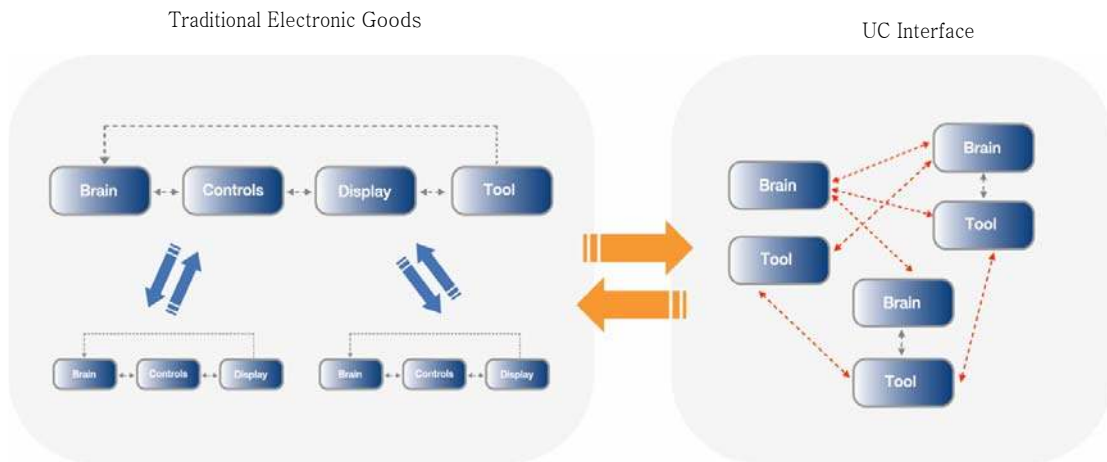 Traditional Electronic Goods
UC Interface
Brain
Controls
Display
Tool
Brain
Controls
Display
Brain
Controls
Display
Brain
Brain
Tool
Tool
Brain
Tool